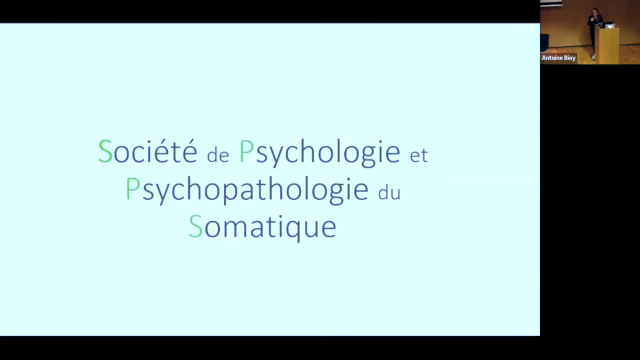 Société de Psychologie et
Psychopathologie du
Somatique
Antoine Bioy